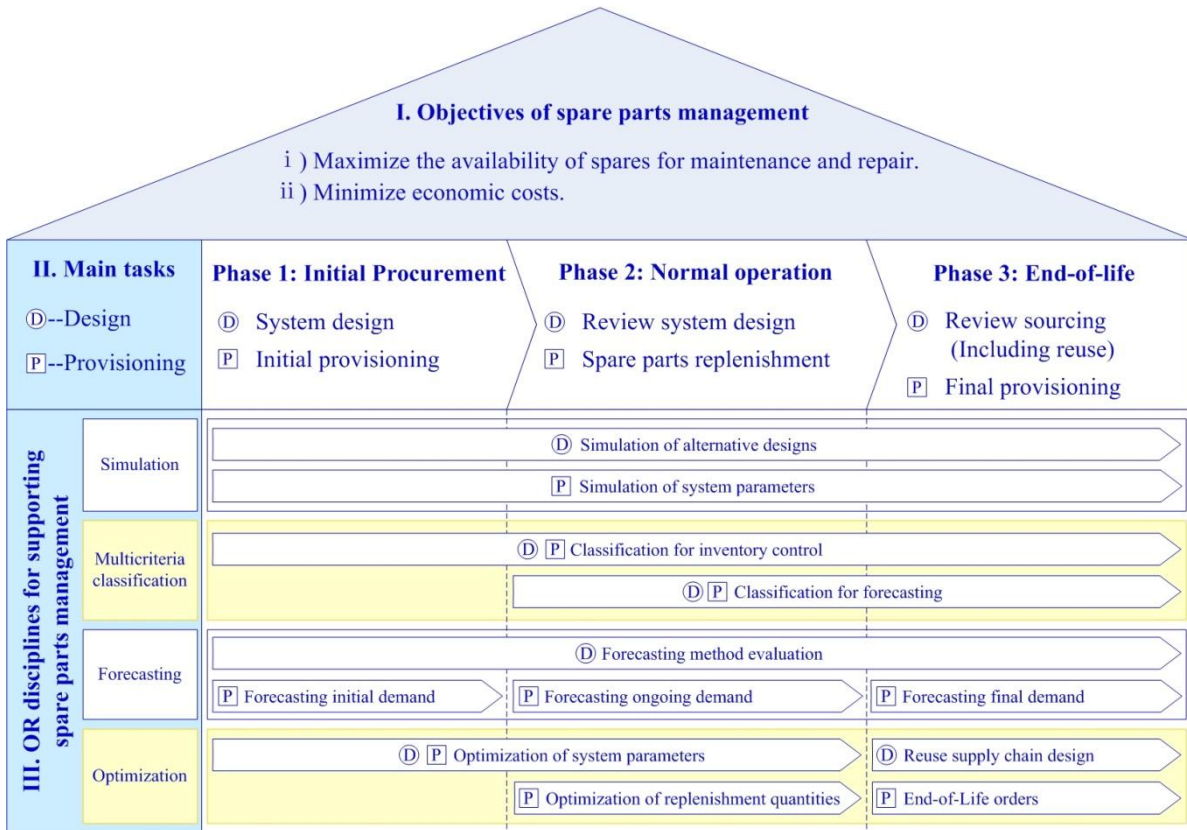 I. Objectives of spare parts management
ⅰ) Maximize the availability of spares for maintenance and repair.
ⅱ) Minimize economic costs.
II. Main tasks
Ⓓ--Design
🄿--Provisioning
Phase 1: Initial Procurement
Ⓓ System design
🄿 Initial provisioning
Phase 2: Normal operation
Ⓓ Review system design
🄿 Spare parts replenishment
Phase 3: End-of-life
Ⓓ Review sourcing
(Including reuse)
🄿 Final provisioning
III. OR disciplines for supporting
spare parts management
Simulation
Ⓓ Simulation of alternative designs
🄿 Simulation of system parameters
Multicriteria
classification
Ⓓ 🄿 Classification for inventory control
Ⓓ 🄿 Classification for forecasting
Forecasting
Ⓓ Forecasting method evaluation
🄿 Forecasting initial demand
🄿 Forecasting ongoing demand
🄿 Forecasting final demand
Optimization
Ⓓ 🄿 Optimization of system parameters
Ⓓ Reuse supply chain design
🄿 Optimization of replenishment quantities
🄿 End-of-Life orders